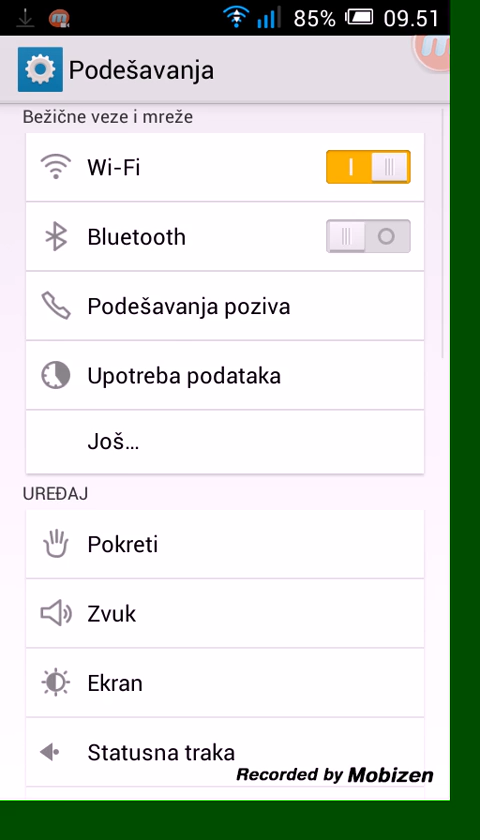 85% 09.51
Podešavanja
Bežične veze i mreže
Wi-Fi
Bluetooth
Podešavanja poziva
Upotreba podataka
Još...
UREĐAJ
Pokreti
Zvuk
Ekran
Statusna traka
Recorded by Mobizen